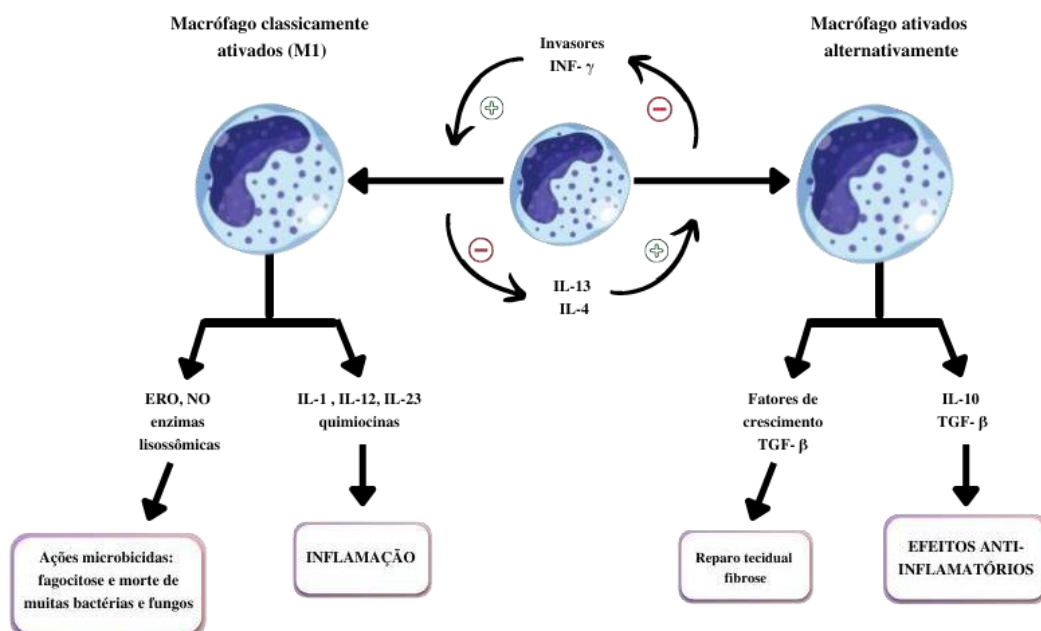 Macrófago classicamente
ativados (M1)
Invasores
INF- γ
Macrófago ativados
alternativamente
IL-13
IL-4
ERO, NO
enzimas
lisossômicas
IL-1 , IL-12, IL-23
quimiocinas
Fatores de
crescimento
TGF- β
IL-10
TGF- β
Ações microbicidas:
fagocitose e morte de
muitas bactérias e fungos
INFLAMAÇÃO
Reparo tecidual
fibrose
EFEITOS ANTI-
INFLAMATÓRIOS